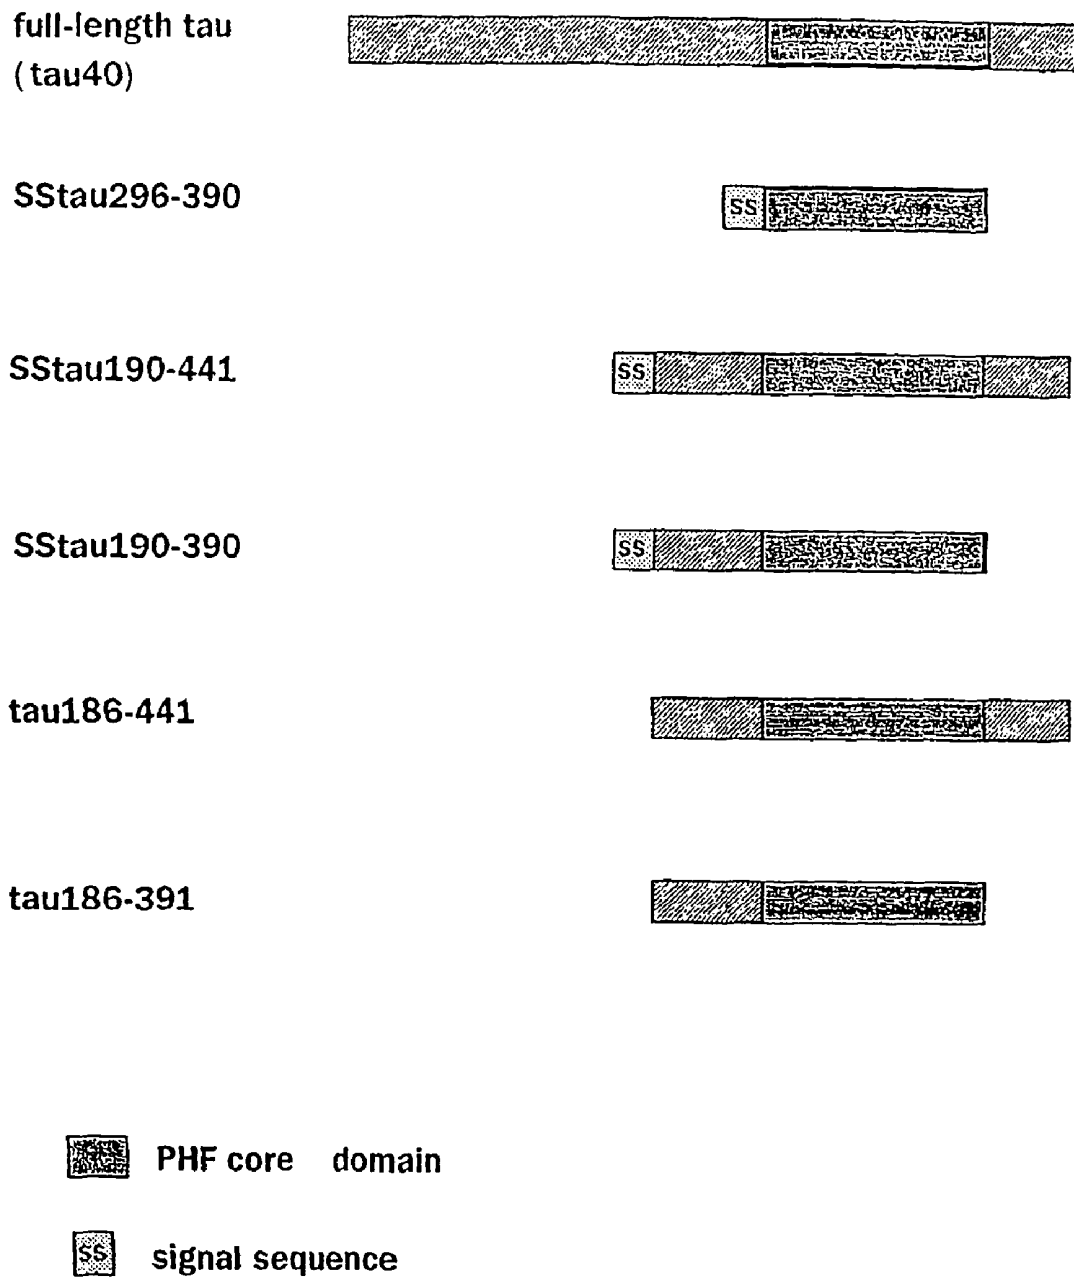 full-length tau
(tau40)
SStau296-390
SS
SStau190-441
SS
SStau190-390
SS
tau186-441
tau186-391
PHF core domain
SS signal sequence